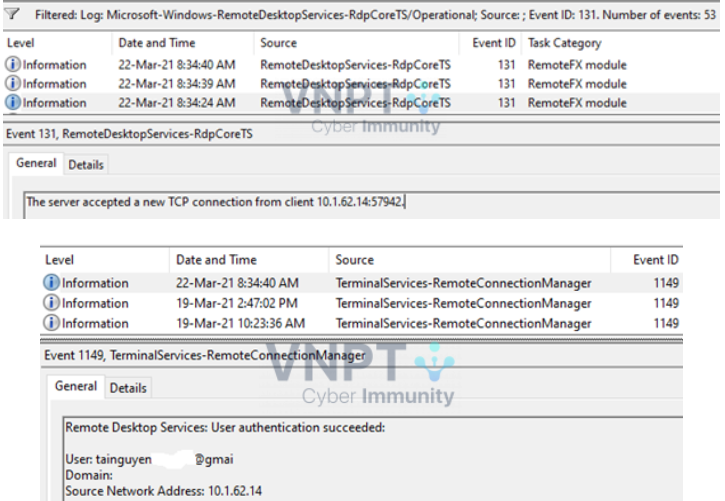 Filtered: Log: Microsoft-Windows-RemoteDesktopServices-RdpCoreTS/Operational; Source: ; Event ID: 131. Number of events: 53
Level Date and Time Source Event ID Task Category
Information 22-Mar-21 8:34:40 AM RemoteDesktopServices-RdpCoreTS 131 RemoteFX module
Information 22-Mar-21 8:34:39 AM RemoteDesktopServices-RdpCoreTS 131 RemoteFX module
Information 22-Mar-21 8:34:24 AM RemoteDesktopServices-RdpCoreTS 131 RemoteFX module
VNPT
Cyber Immunity
Event 131, RemoteDesktopServices-RdpCoreTS
General Details
The server accepted a new TCP connection from client 10.1.62.14:57942.
Level Date and Time Source Event ID
Information 22-Mar-21 8:34:40 AM TerminalServices-RemoteConnectionManager 1149
Information 19-Mar-21 2:47:02 PM TerminalServices-RemoteConnectionManager 1149
Information 19-Mar-21 10:23:36 AM TerminalServices-RemoteConnectionManager 1149
Event 1149, TerminalServices-RemoteConnectionManager
VNPT
Cyber Immunity
General Details
Remote Desktop Services: User authentication succeeded:
User: tainguyen @gmai
Domain:
Source Network Address: 10.1.62.14